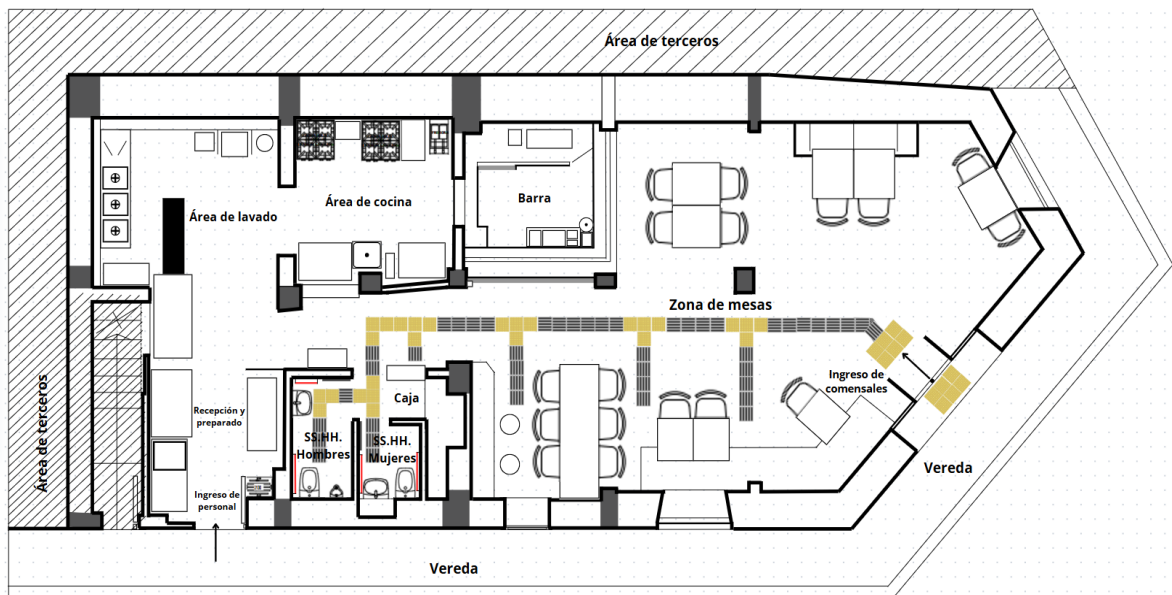 Área de terceros
Área de lavado
Área de cocina
Barra
Zona de mesas
Ingreso de
comensales
Área de terceros
Recepción y
preparado
Caja
SS.HH.
Hombres
SS.HH.
Mujeres
Ingreso de
personal
Vereda
Vereda